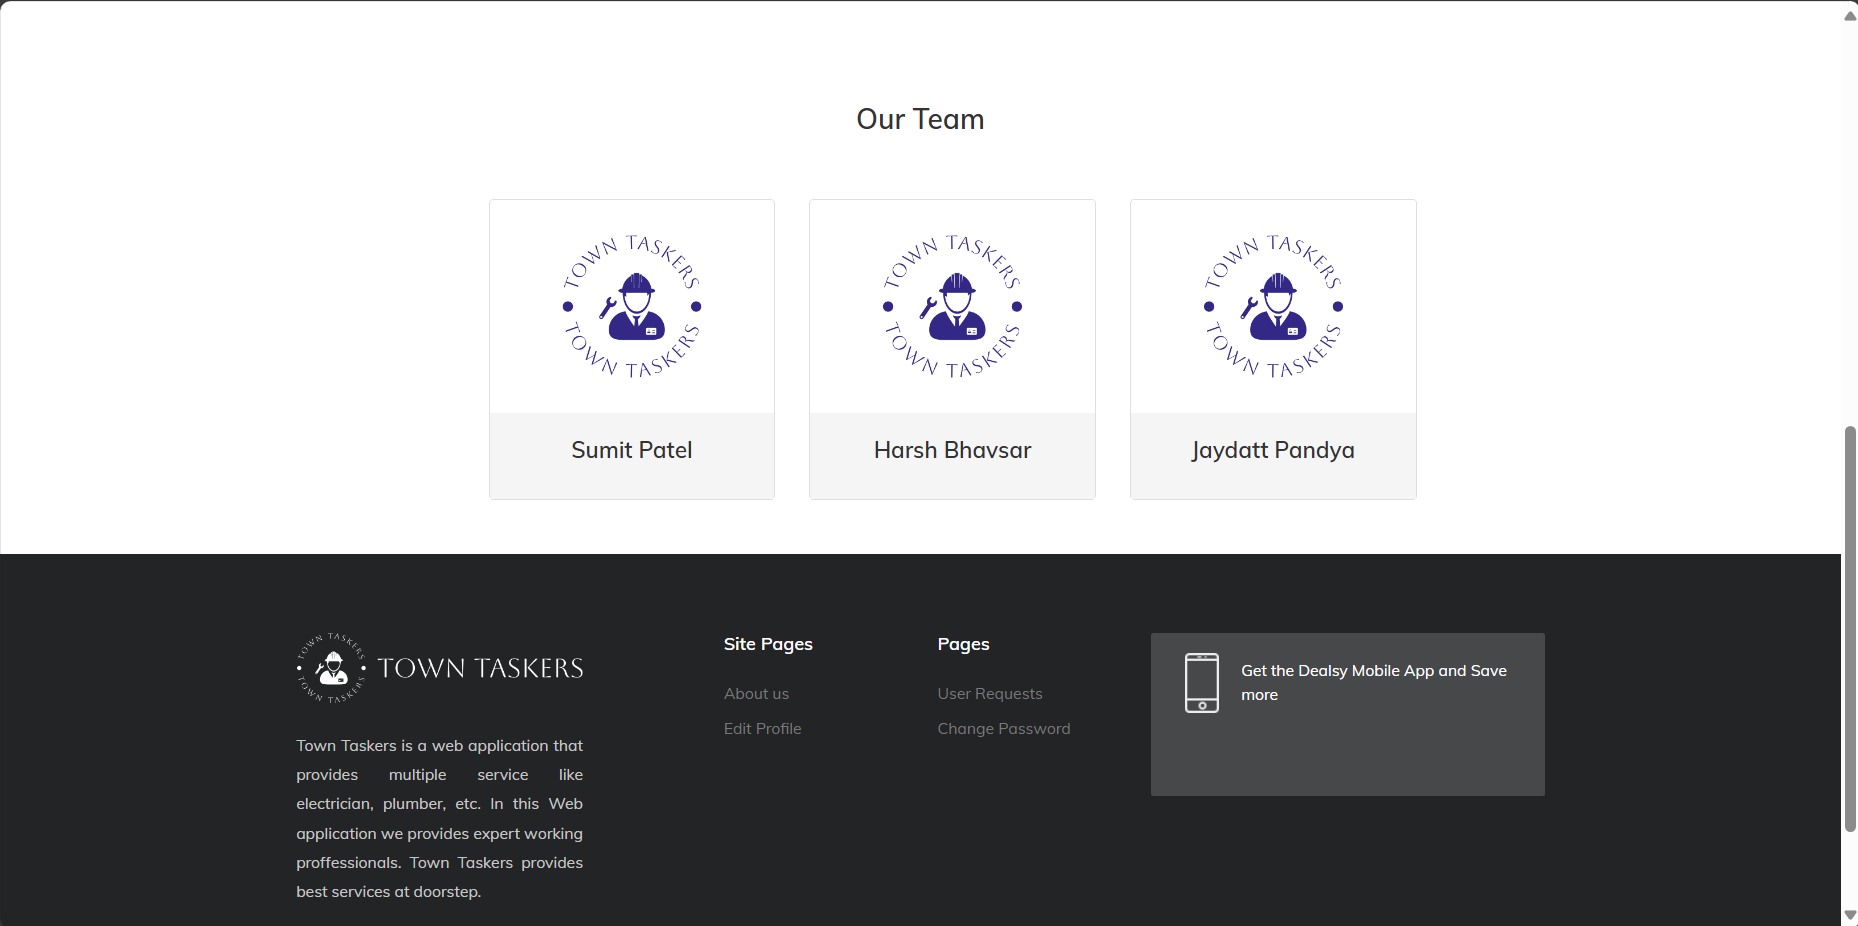 Our Team
TOWN TASKERS
TOWN TASKERS
TOWN TASKERS
TOWN TASKERS
TOWN TASKERS
TOWN TASKERS
Sumit Patel
Harsh Bhavsar
Jaydatt Pandya
TOWN TASKERS
TOWN TASKERS
TOWN TASKERS
Town Taskers is a web application that
provides multiple service like
electrician, plumber, etc. In this Web
application we provides expert working
proffessionals. Town Taskers provides
best services at doorstep.
Site Pages
About us
Edit Profile
Pages
User Requests
Change Password
Get the Dealsy Mobile App and Save
more